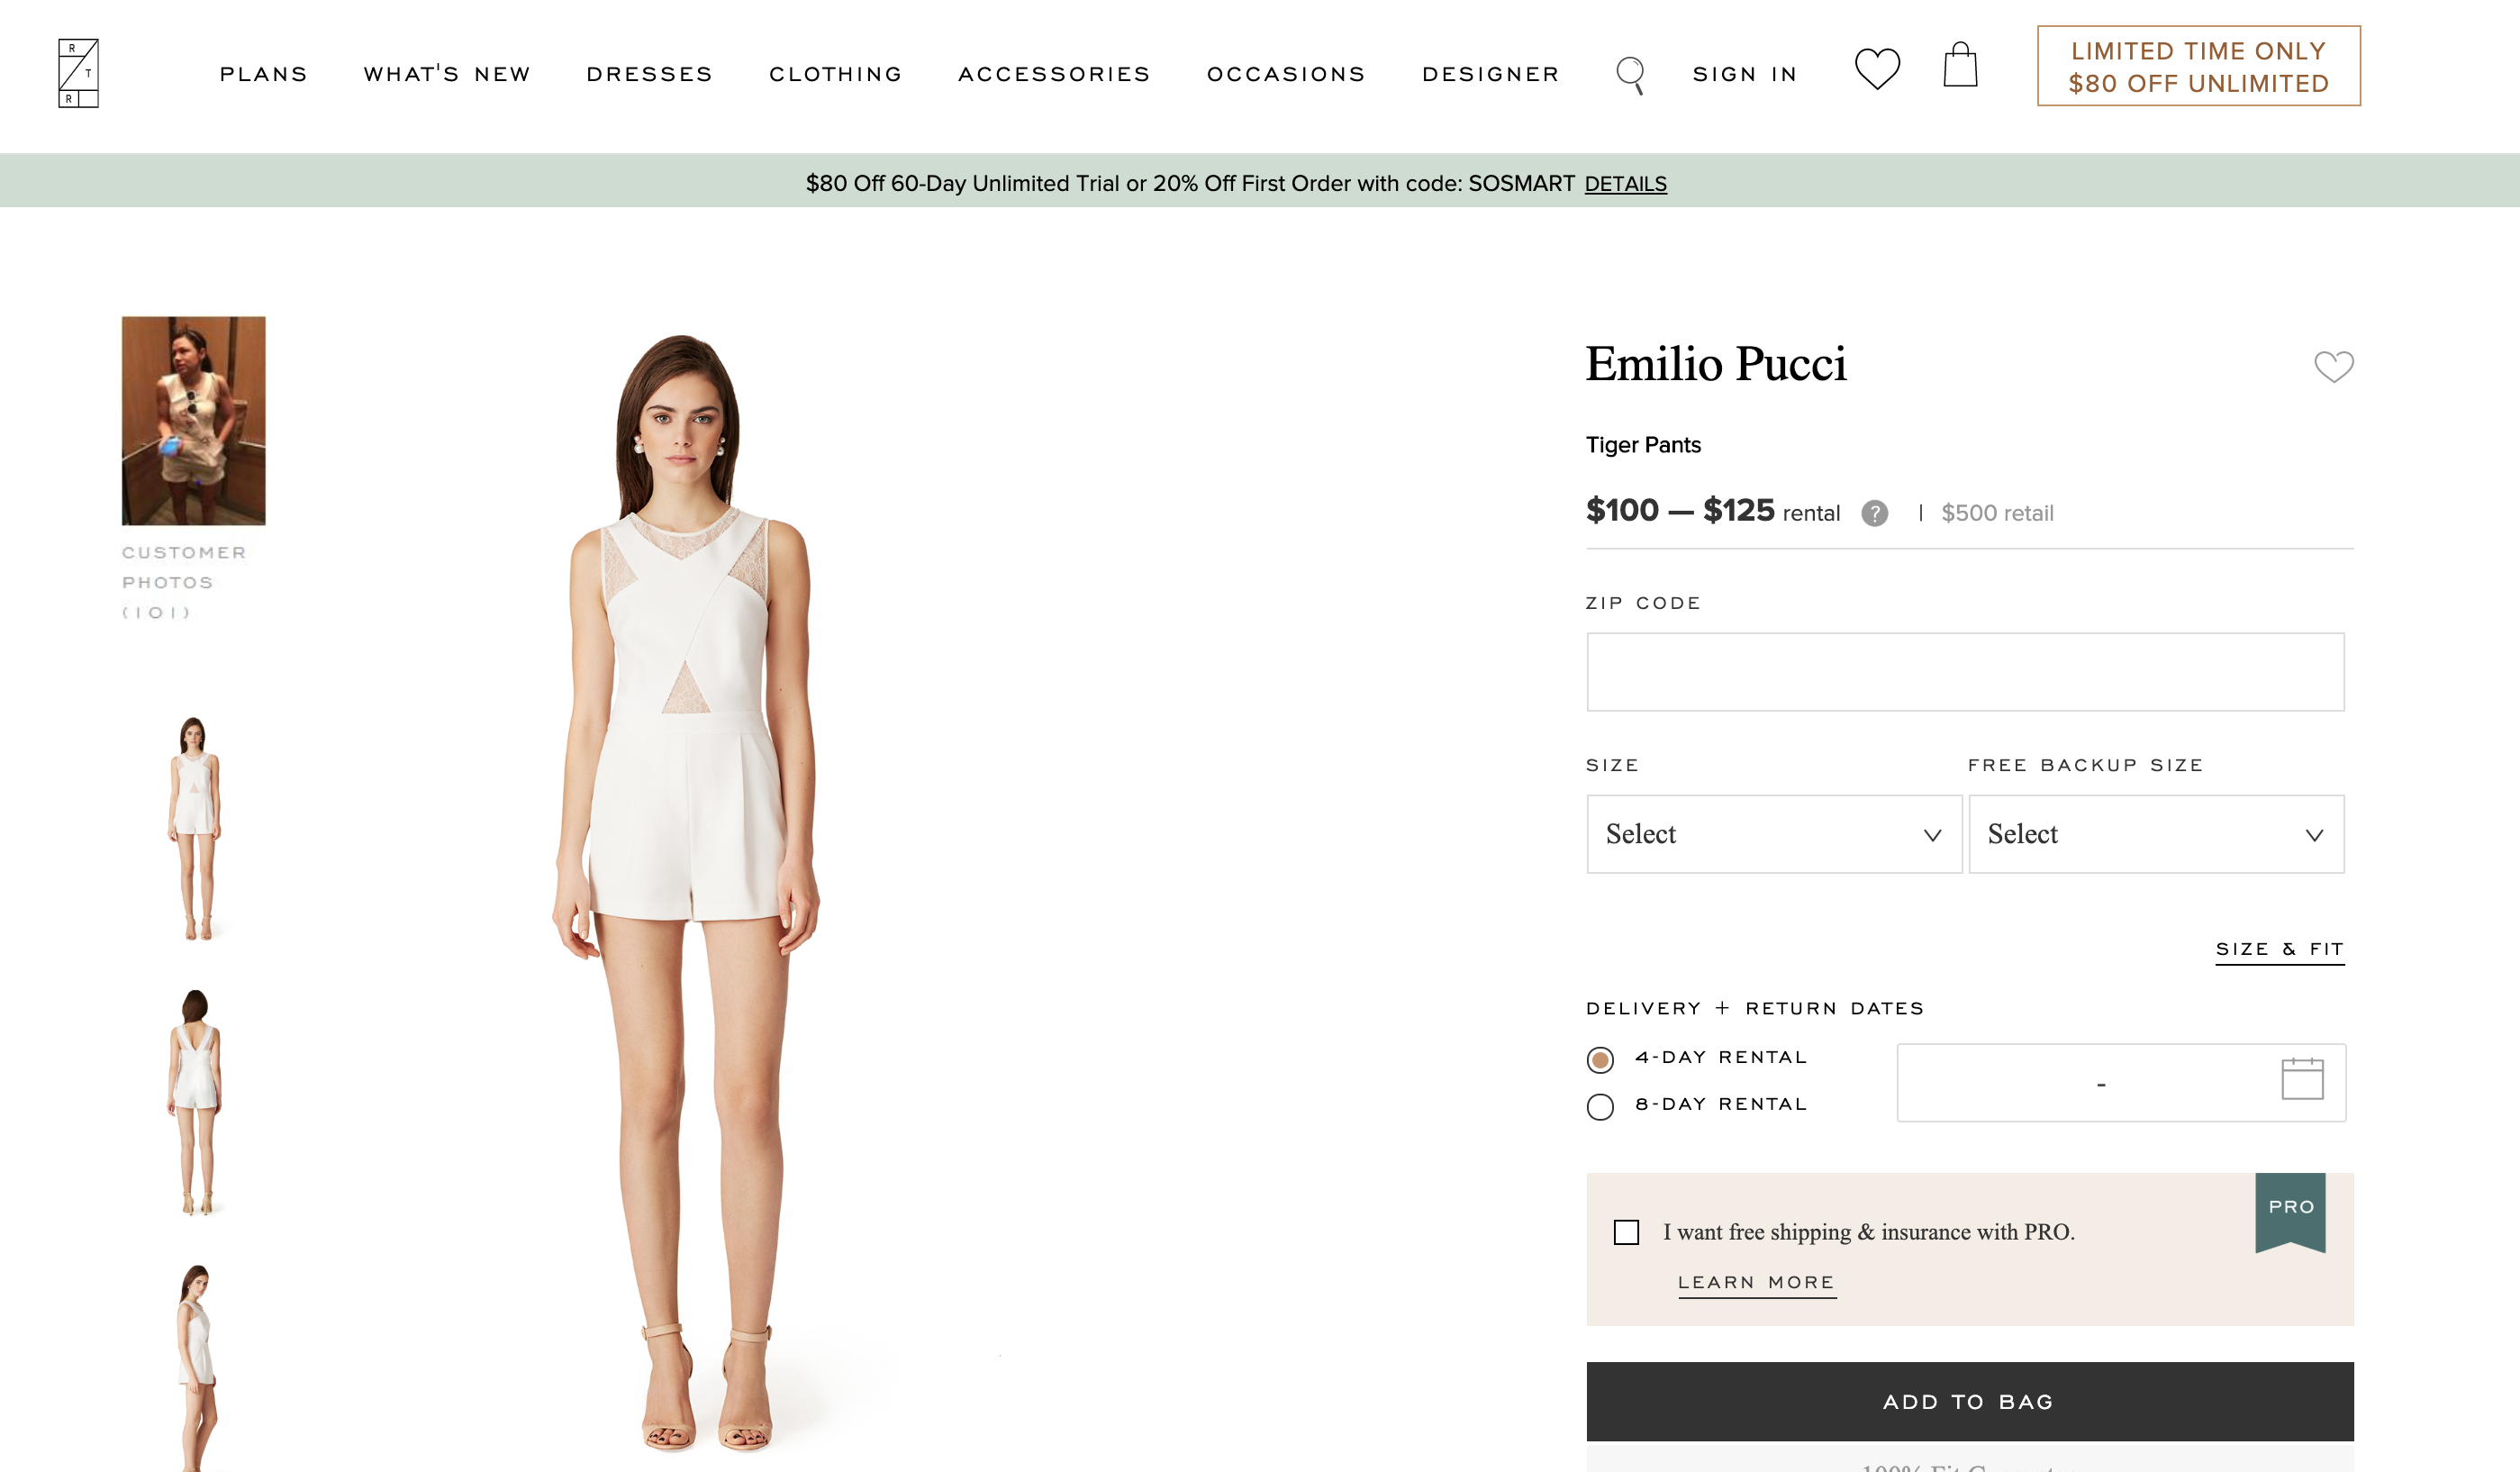 R
T
R
PLANS
WHAT'S NEW
DRESSES
CLOTHING
ACCESSORIES
OCCASIONS
DESIGNER
SIGN IN
LIMITED TIME ONLY
$80 OFF UNLIMITED
$80 Off 60-Day Unlimited Trial or 20% Off First Order with code: SOSMART DETAILS
CUSTOMER
PHOTOS
(101)
Emilio Pucci
Tiger Pants
$100 — $125 rental ? | $500 retail
ZIP CODE
SIZE
FREE BACKUP SIZE
Select
Select
SIZE & FIT
DELIVERY + RETURN DATES
4-DAY RENTAL
-
8-DAY RENTAL
PRO
I want free shipping & insurance with PRO.
LEARN MORE
ADD TO BAG